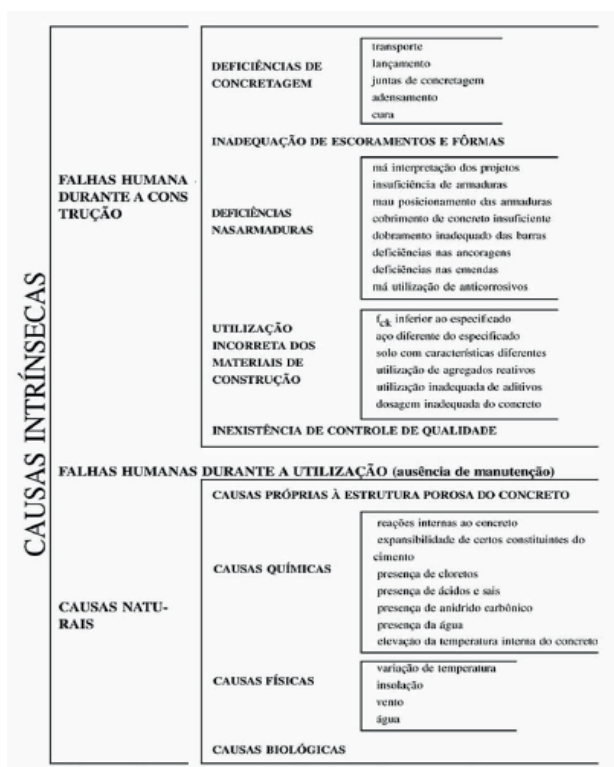 CAUSAS INTRÍNSECAS
FALHAS HUMANA
DURANTE A CONS
TRUÇÃO
DEFICIÊNCIAS DE
CONCRETAGEM
transporte
lançamento
juntas de concretagem
adensamento
cura
INADEQUAÇÃO DE ESCORAMENTOS E FÔRMAS
DEFICIÊNCIAS
NASARMADURAS
má interpretação dos projetos
insuficiência de armaduras
mau posicionamento das armaduras
cobrimento de concreto insuficiente
dobramento inadequado das barras
deficiências nas ancoragens
deficiências nas emendas
má utilização de anticorrosivos
UTILIZAÇÃO
INCORRETA DOS
MATERIAIS DE
CONSTRUÇÃO
fck inferior ao especificado
aço diferente do especificado
solo com características diferentes
utilização de agregados reativos
utilização inadequada de aditivos
dosagem inadequada do concreto
INEXISTÊNCIA DE CONTROLE DE QUALIDADE
FALHAS HUMANAS DURANTE A UTILIZAÇÃO (ausência de manutenção)
CAUSAS NATU-
RAIS
CAUSAS PRÓPRIAS À ESTRUTURA POROSA DO CONCRETO
CAUSAS QUÍMICAS
reações internas ao concreto
expansibilidade de certos constituintes do
cimento
presença de cloretos
presença de ácidos e sais
presença de anidrido carbônico
presença da água
elevação da temperatura interna do concreto
CAUSAS FÍSICAS
variação de temperatura
insolação
vento
água
CAUSAS BIOLÓGICAS